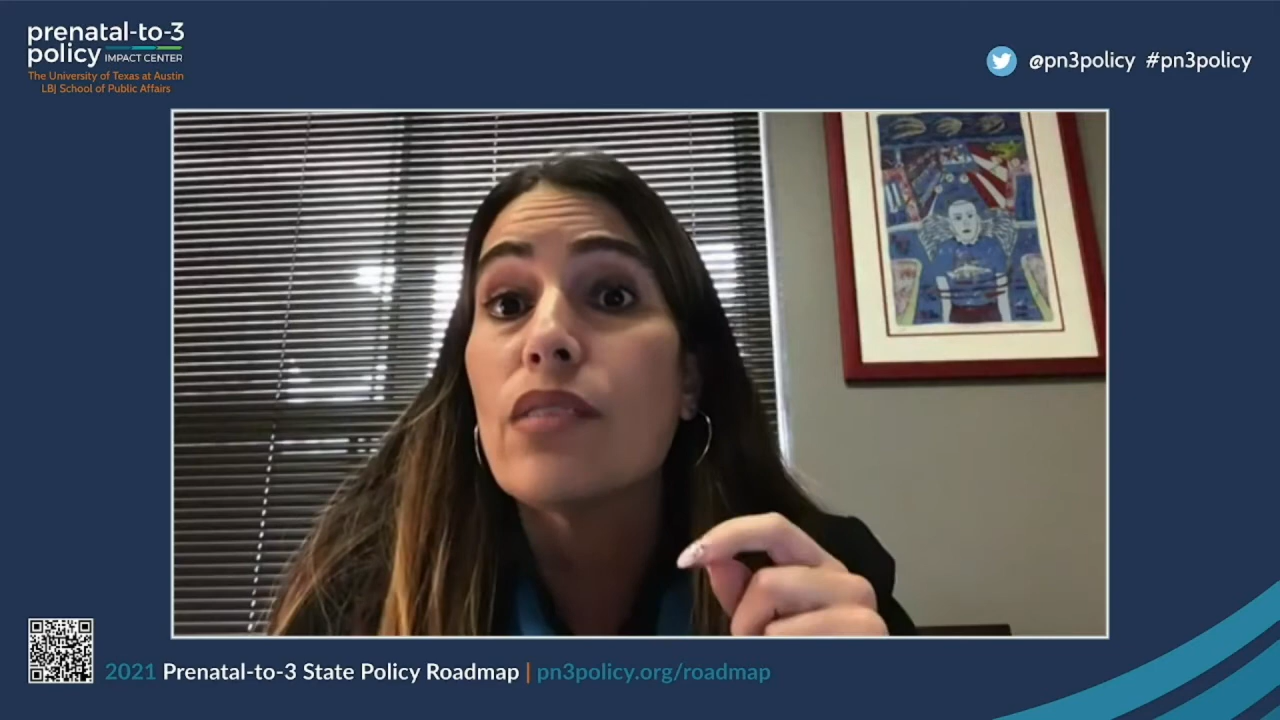 prenatal-to-3
policy IMPACT CENTER
The University of Texas at Austin
LBJ School of Public Affairs
@pn3policy #pn3policy
2021 Prenatal-to-3 State Policy Roadmap | pn3policy.org/roadmap